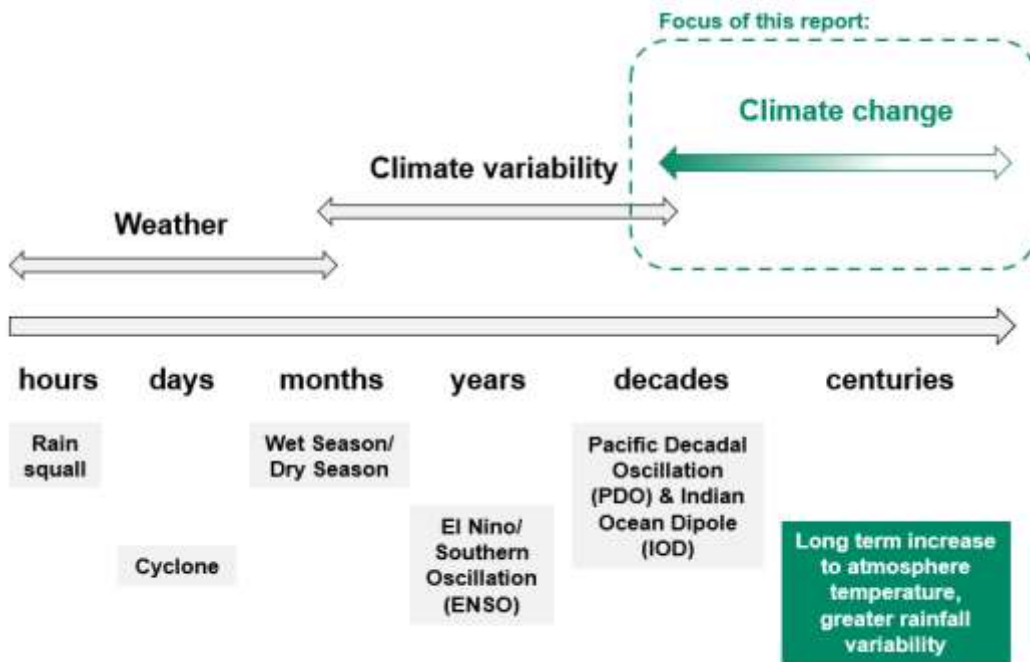 Focus of this report:
Climate change
Climate variability
Weather
hours days months years decades centuries
Rain
squall
Wet Season/
Dry Season
Pacific Decadal
Oscillation
(PDO) & Indian
Ocean Dipole
(IOD)
El Nino/
Southern
Oscillation
(ENSO)
Cyclone
Long term increase
to atmosphere
temperature,
greater rainfall
variability